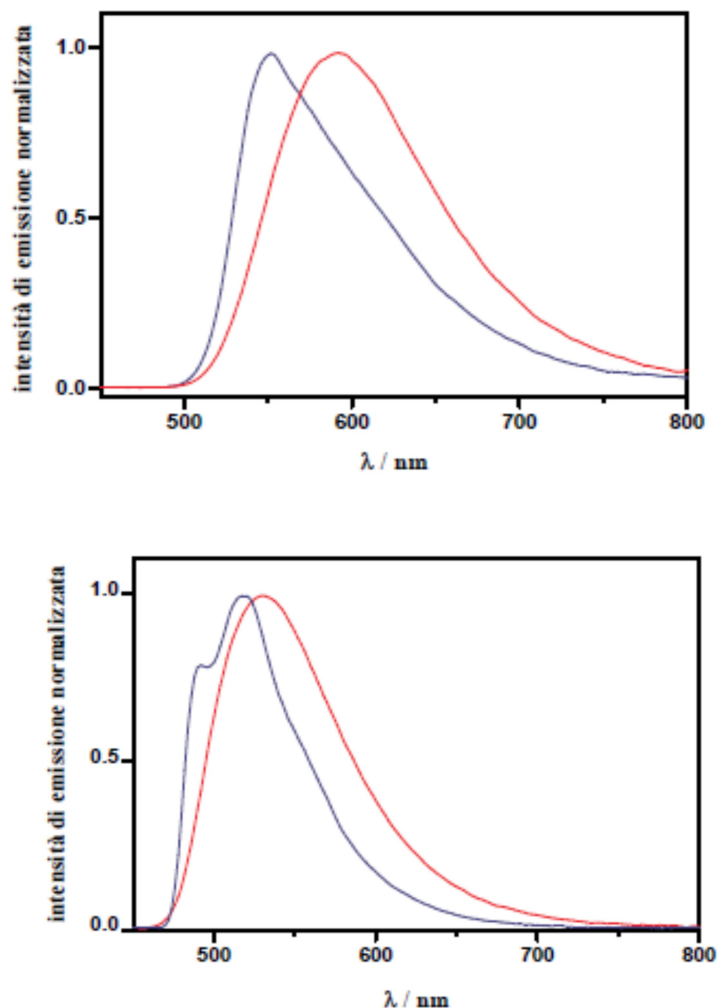 intensità di emissione normalizzata
1.0
0.5
0.0
500 600 700 800
λ / nm
intensità di emissione normalizzata
1.0
0.5
0.0
500 600 700 800
λ / nm